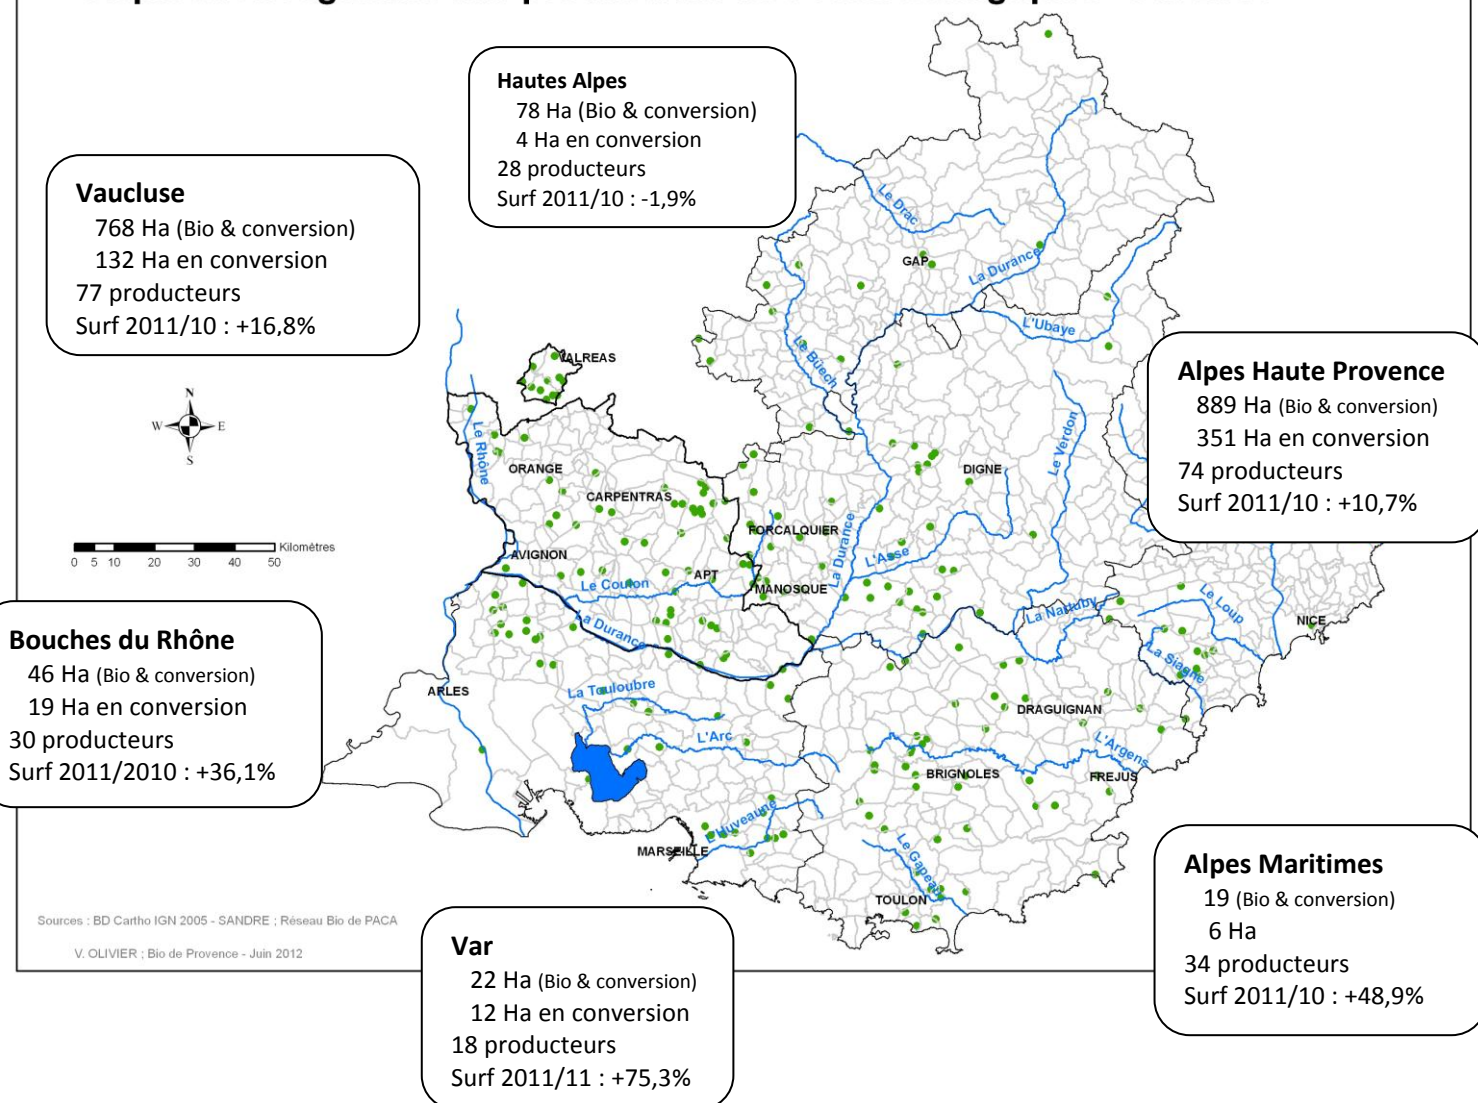 Hautes Alpes
78 Ha (Bio & conversion)
4 Ha en conversion
28 producteurs
Surf 2011/10 : -1,9%
Vaucluse
768 Ha (Bio & conversion)
132 Ha en conversion
77 producteurs
Surf 2011/10 : +16,8%
Le Drac
GAP
La Durance
L'Ubaye
Le Büech
VALREAS
Alpes Haute Provence
889 Ha (Bio & conversion)
351 Ha en conversion
74 producteurs
Surf 2011/10 : +10,7%
N
W E
S
Le Rhône
ORANGE
CARPENTRAS
DIGNE
Le Verdon
FORCALQUIER
La Durance
L'Asse
Kilomètres
0 5 10 20 30 40 50
AVIGNON
APT
Le Coulon
MANOSQUE
La Durance
La Nartuby
Le Loup
NICE
La Siagne
Bouches du Rhône
46 Ha (Bio & conversion)
19 Ha en conversion
30 producteurs
Surf 2011/2010 : +36,1%
ARLES
La Touloubre
L'Arc
DRAGUIGNAN
L'Argens
BRIGNOLES
FREJUS
L'Huveaune
MARSEILLE
Le Gapeau
TOULON
Alpes Maritimes
19 (Bio & conversion)
6 Ha
34 producteurs
Surf 2011/10 : +48,9%
Sources : BD Cartho IGN 2005 - SANDRE ; Réseau Bio de PACA
V. OLIVIER ; Bio de Provence - Juin 2012
Var
22 Ha (Bio & conversion)
12 Ha en conversion
18 producteurs
Surf 2011/11 : +75,3%